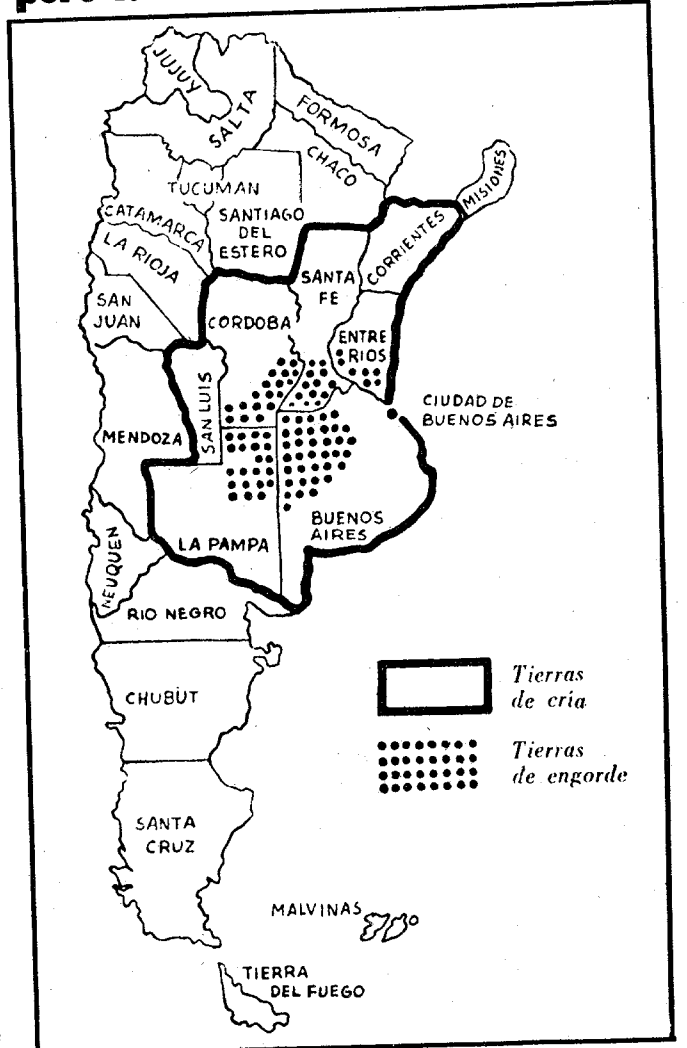 JUJUY
SALTA
FORMOSA
CHACO
MISIONES
TUCUMAN
CATAMARCA
SANTIAGO
DEL
ESTERO
LA RIOJA
CORRIENTES
SANTA
FE
SAN
JUAN
CORDOBA
ENTRE
RIOS
SAN LUIS
CIUDAD DE
BUENOS AIRES
MENDOZA
BUENOS
AIRES
LA PAMPA
NEUQUEN
RIO NEGRO
CHUBUT
Tierras
de cría
Tierras
de engorde
SANTA
CRUZ
MALVINAS
TIERRA
DEL FUEGO